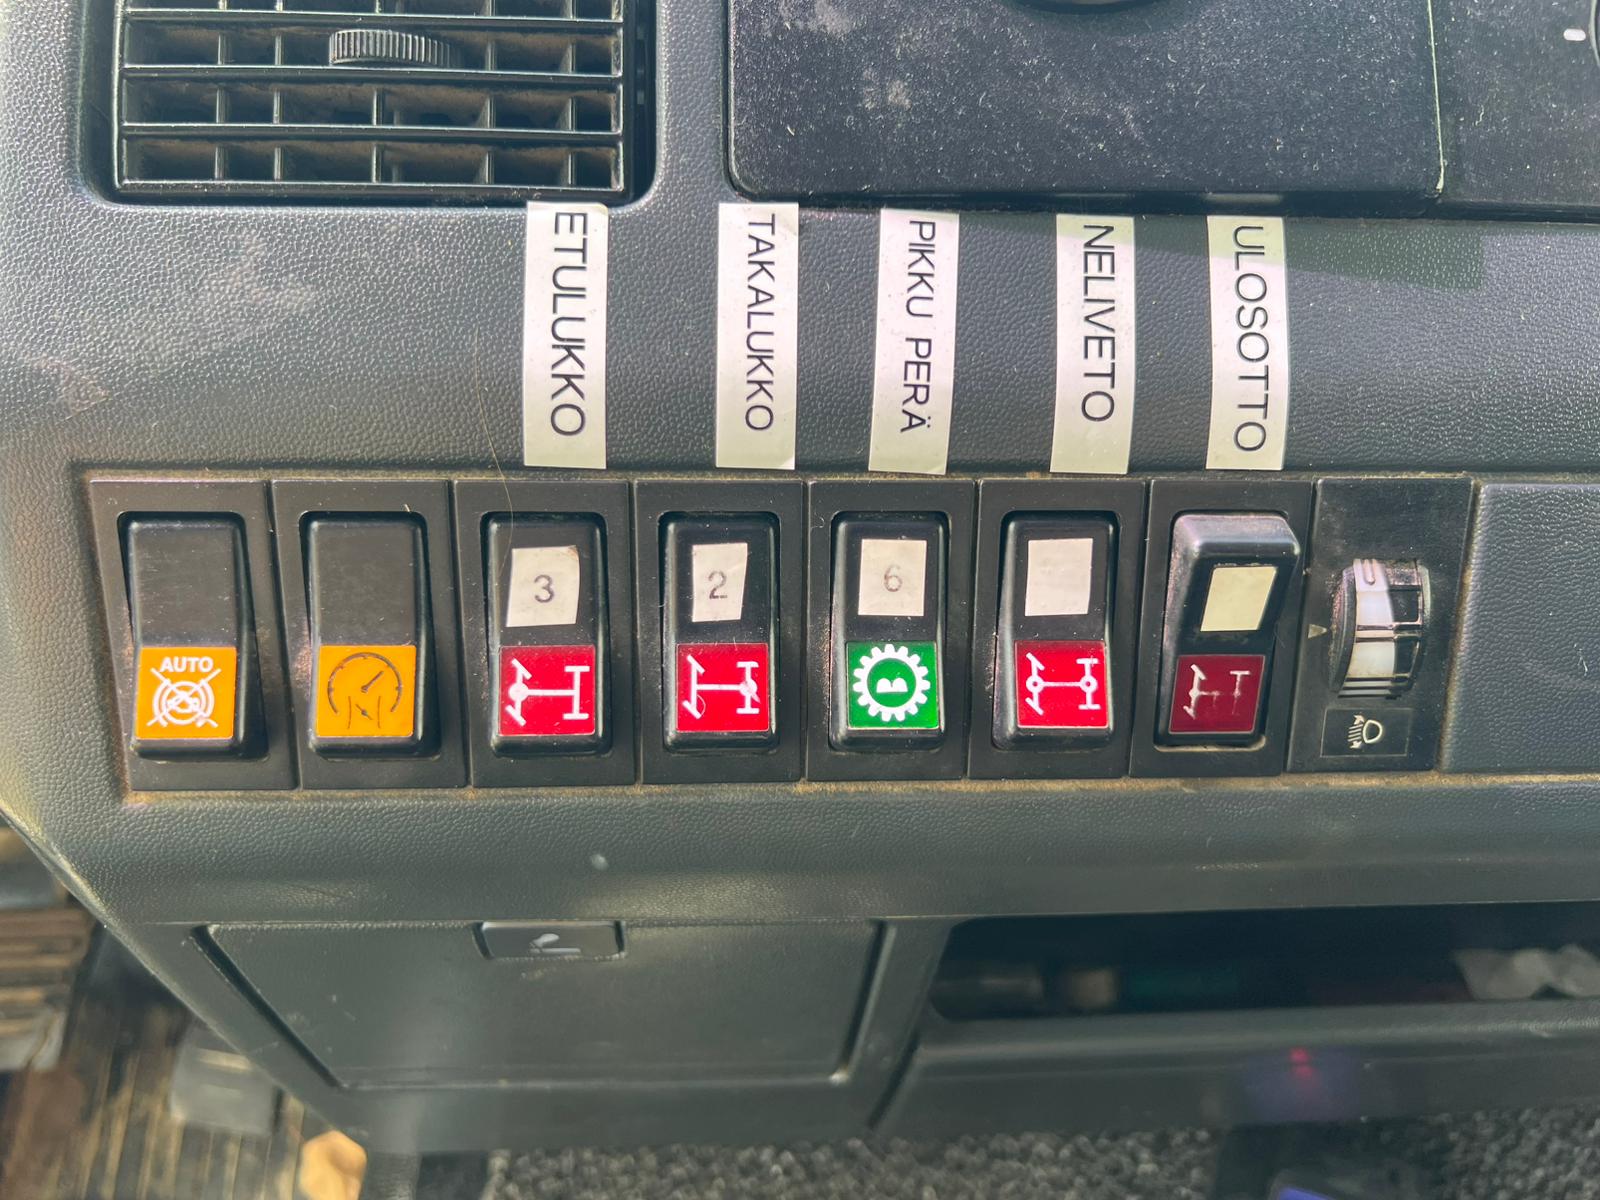 ETULUKKO
TAKALUKKO
PIKKU PERÄ
NELIVETO
ULOSOTTO
3
2
6
AUTO
B